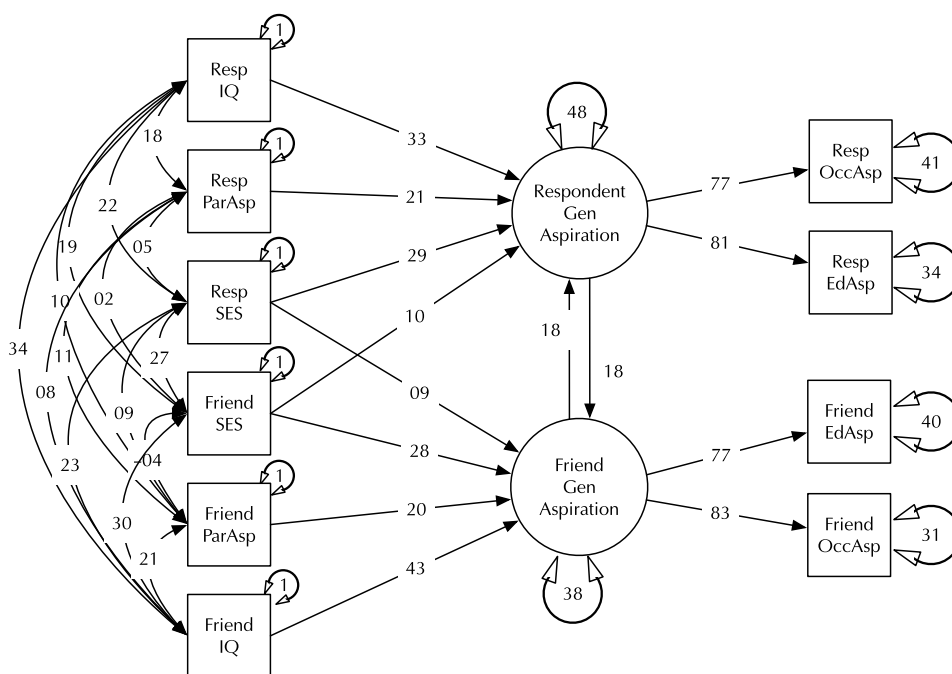 1
Resp
IQ
18
1
Resp
ParAsp
22
19
05
1
Resp
SES
10
02
34
11
27
1
Friend
SES
08
09
-04
23
1
Friend
ParAsp
30
21
1
Friend
IQ
33
21
29
10
09
28
20
43
48
Respondent
Gen
Aspiration
18
18
Friend
Gen
Aspiration
38
77
81
77
83
Resp
OccAsp
41
Resp
EdAsp
34
Friend
EdAsp
40
Friend
OccAsp
31